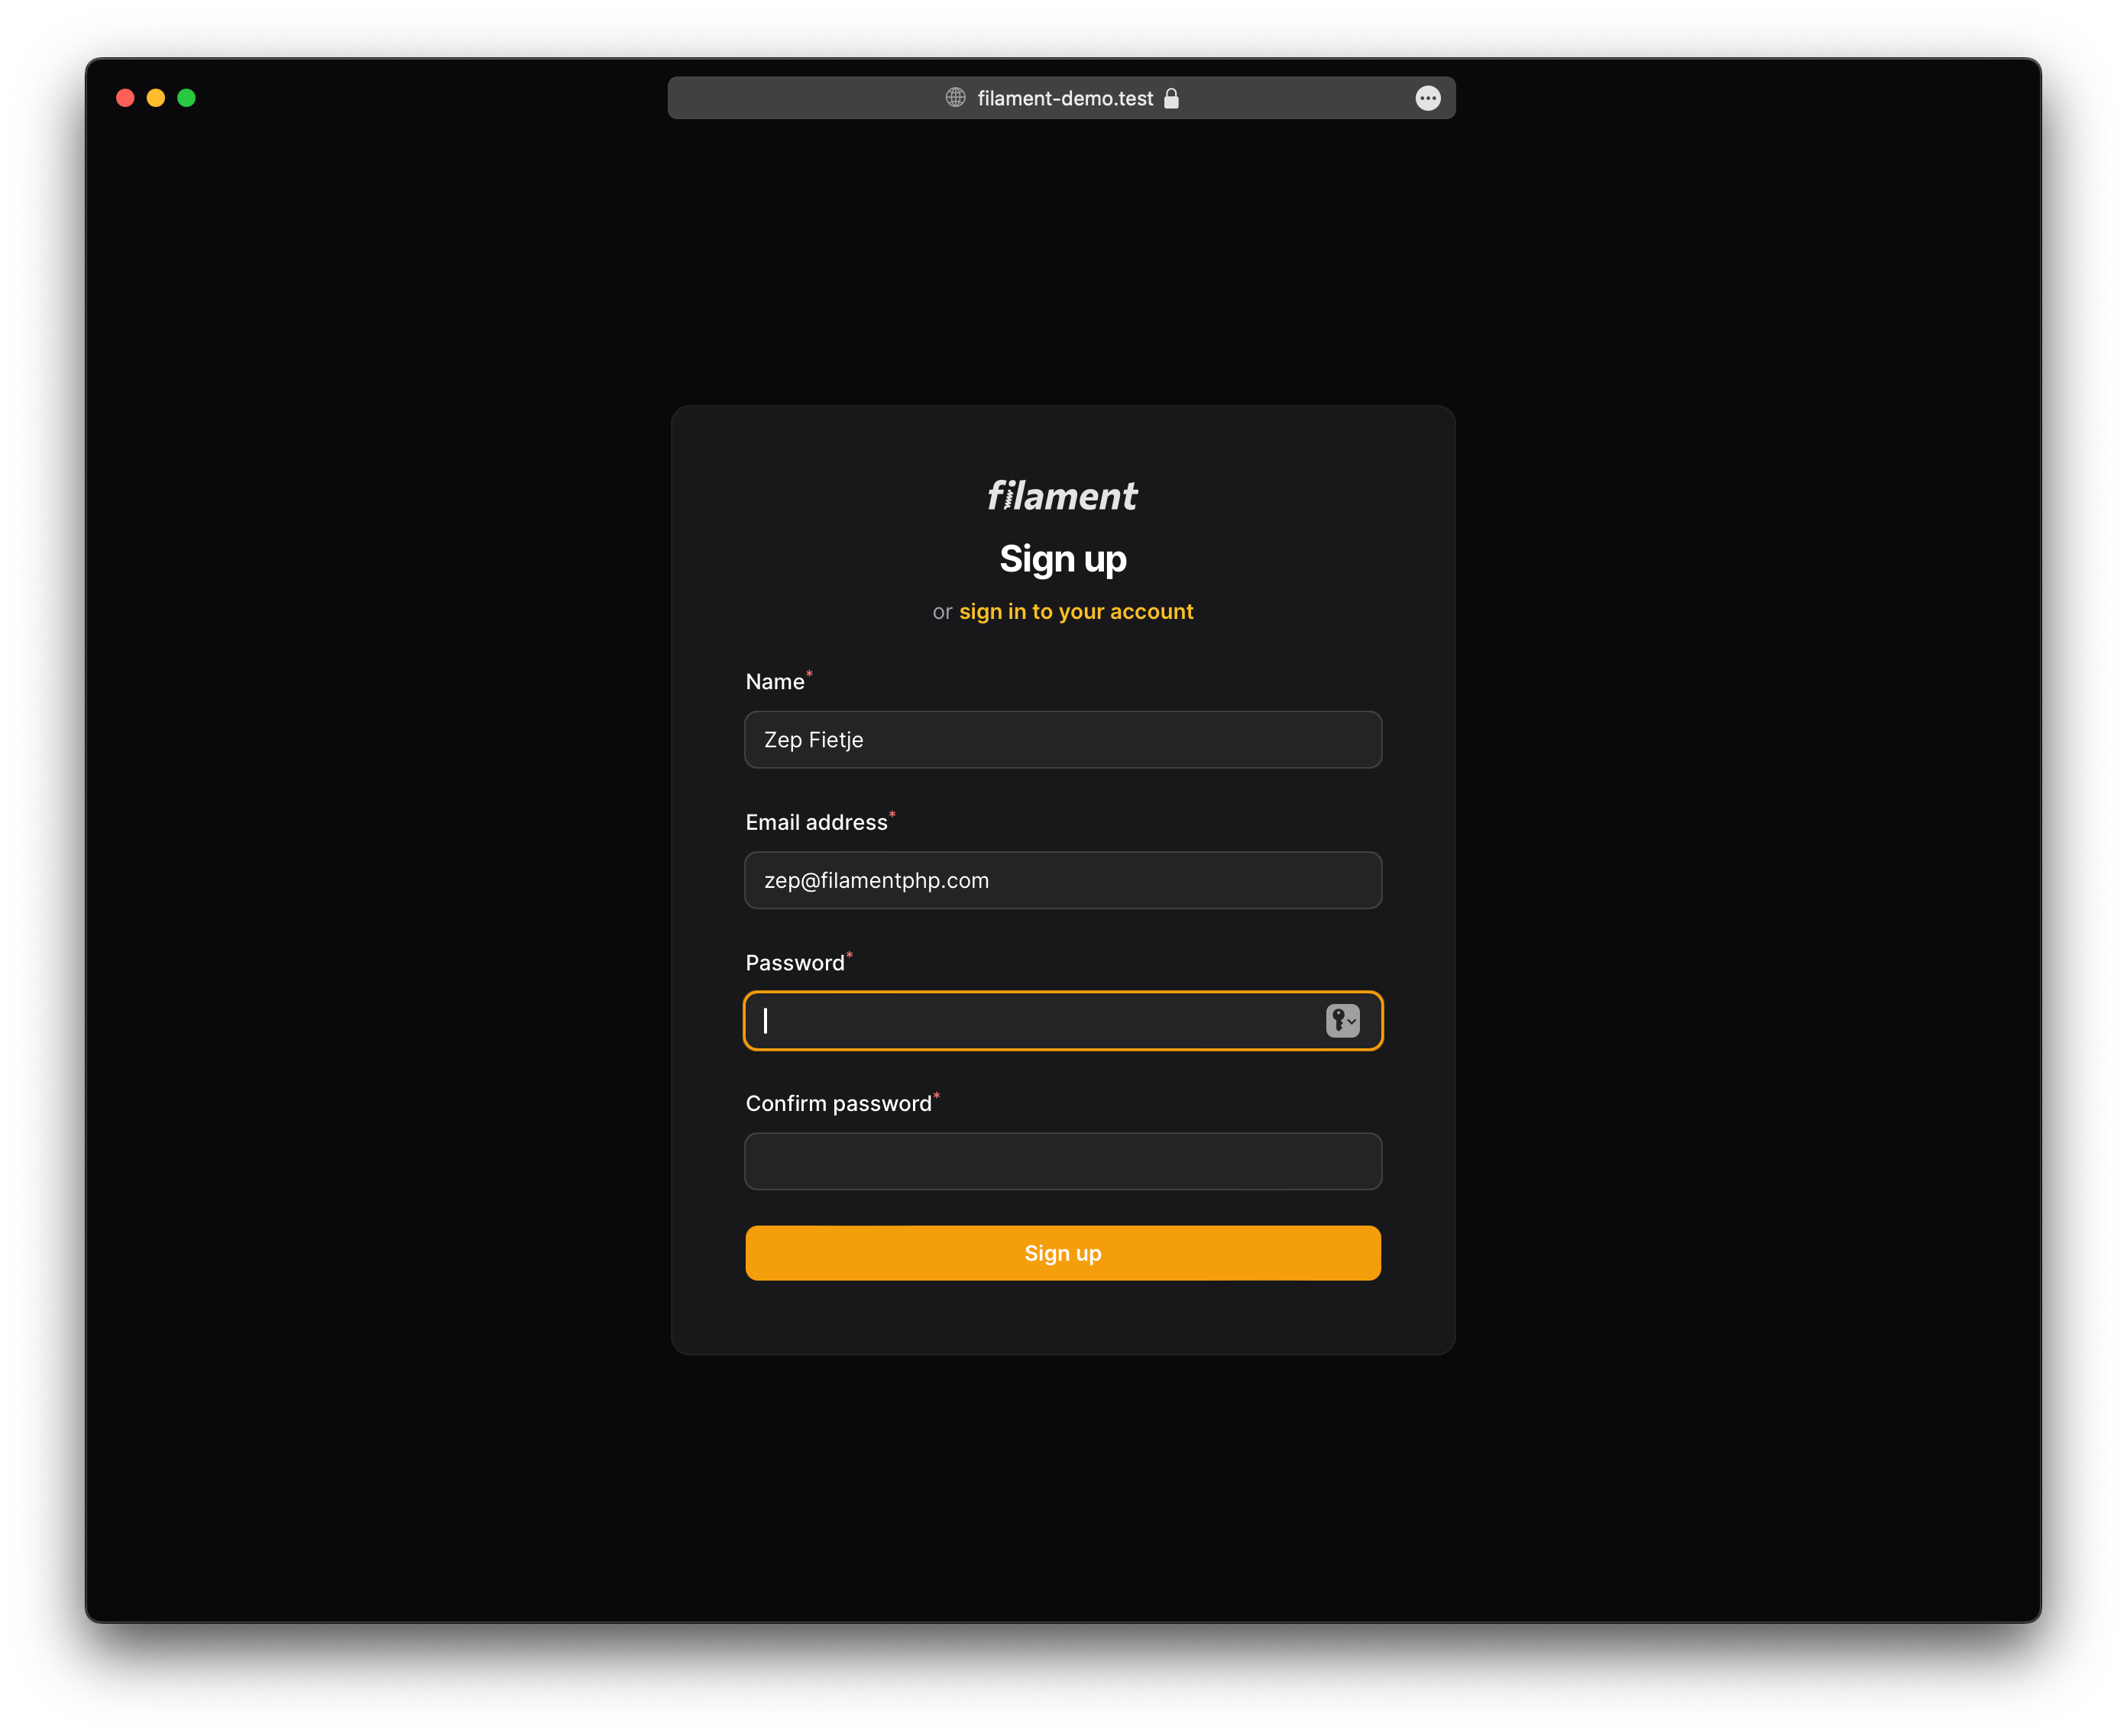 filament-demo.test
filament
Sign up
or sign in to your account
Name*
Zep Fietje
Email address*
zep@filamentphp.com
Password*
Confirm password*
Sign up